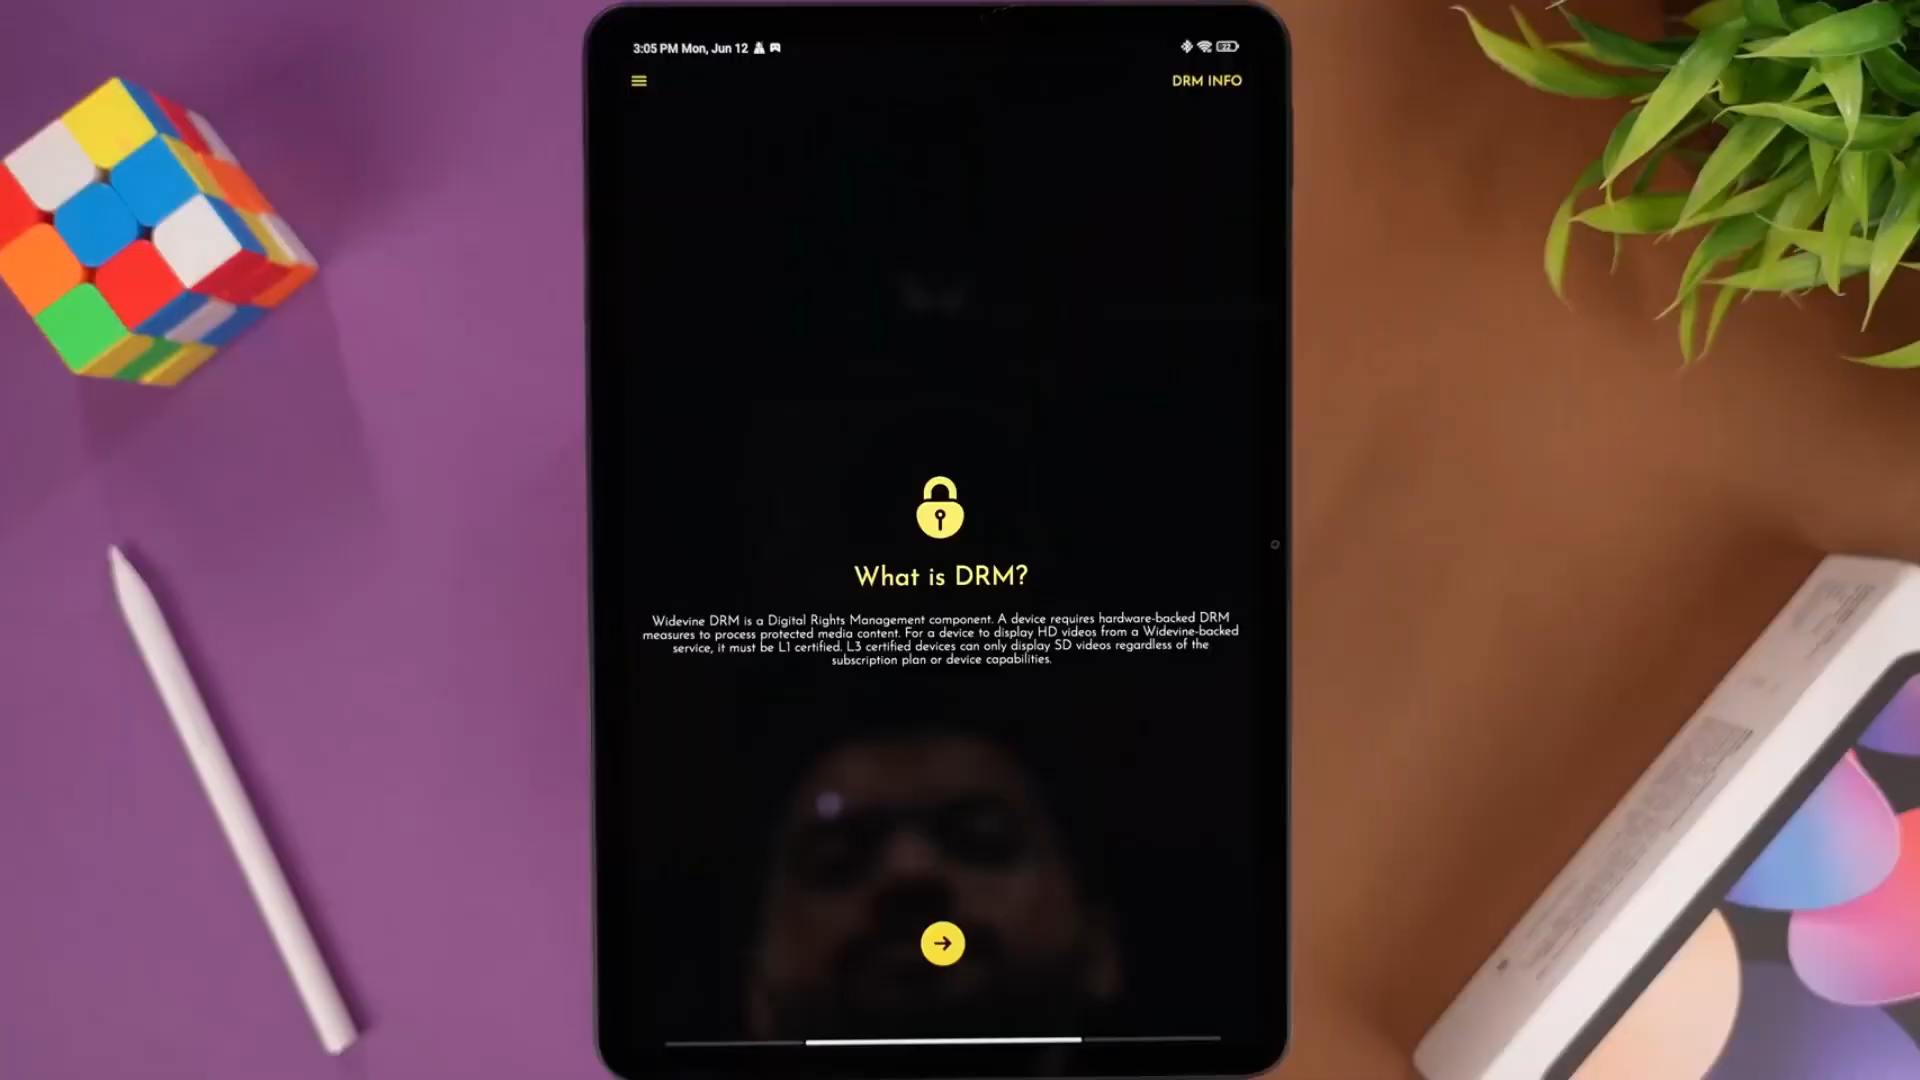 3:05 PM Mon, Jun 12
22
DRM INFO
What is DRM?
Widevine DRM is a Digital Rights Management component. A device requires hardware-backed DRM
measures to process protected media content. For a device to display HD videos from a Widevine-backed
service, it must be L1 certified. L3 certified devices can only display SD videos regardless of the
subscription plan or device capabilities.